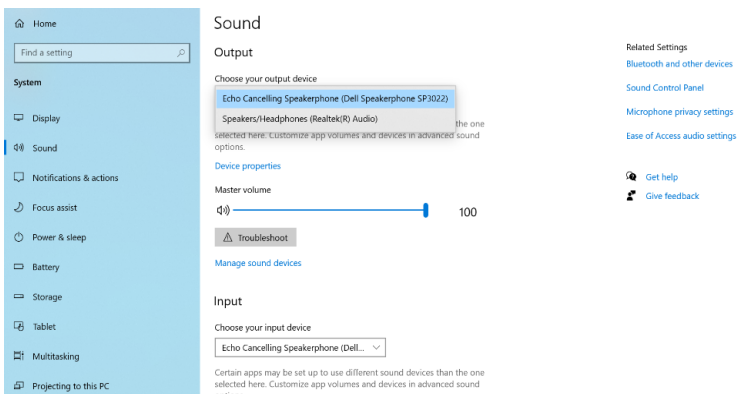 Home
Find a setting
System
Display
Sound
Notifications & actions
Focus assist
Power & sleep
Battery
Storage
Tablet
Multitasking
Projecting to this PC
Sound
Output
Choose your output device
Echo Cancelling Speakerphone (Dell Speakerphone SP3022)
Speakers/Headphones (Realtek(R) Audio)
the one
selected here. Customize app volumes and devices in advanced sound
options.
Device properties
Master volume
100
Troubleshoot
Manage sound devices
Input
Choose your input device
Echo Cancelling Speakerphone (Dell...
Certain apps may be set up to use different sound devices than the one
selected here. Customize app volumes and devices in advanced sound
Related Settings
Bluetooth and other devices
Sound Control Panel
Microphone privacy settings
Ease of Access audio settings
Get help
Give feedback